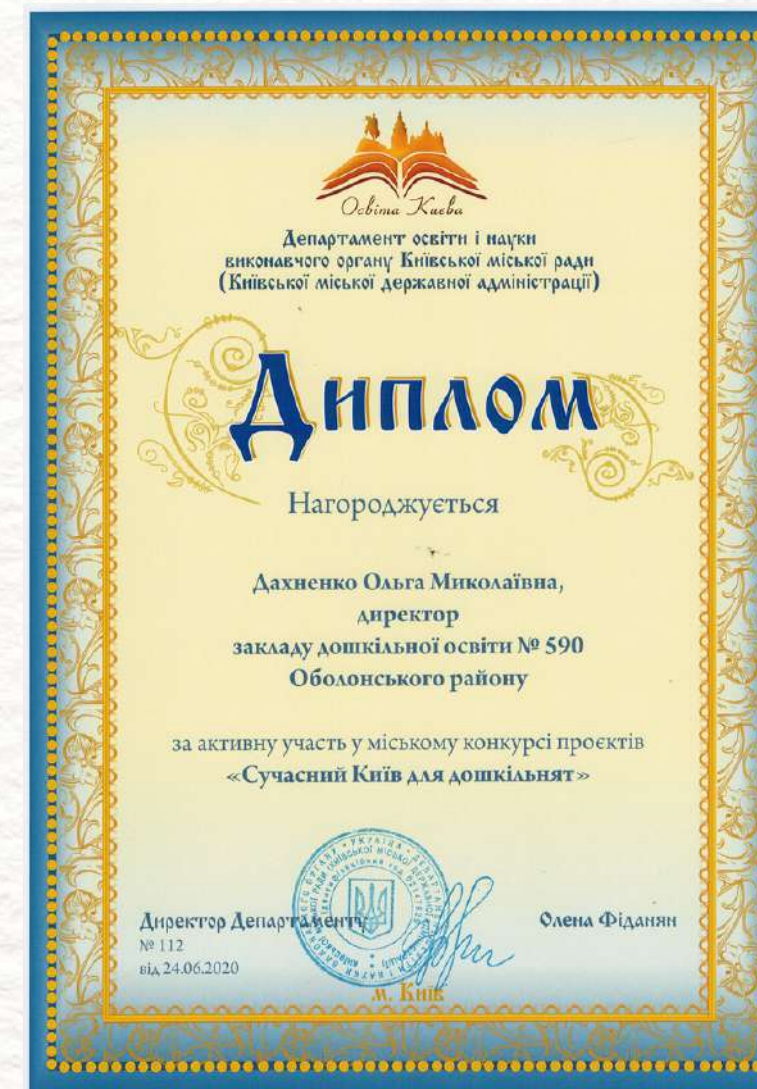 Освіта Києва
Департамент освіти і науки
виконавчого органу Київської міської ради
(Київської міської державної адміністрації)
Диплом
Нагороджується
Дахненко Ольга Миколаївна,
директор
закладу дошкільної освіти № 590
Оболонського району
за активну участь у міському конкурсі проєктів
«Сучасний Київ для дошкільнят»
Директор Департаменту
Олена Фіданян
№ 112
від 24.06.2020
м. Київ